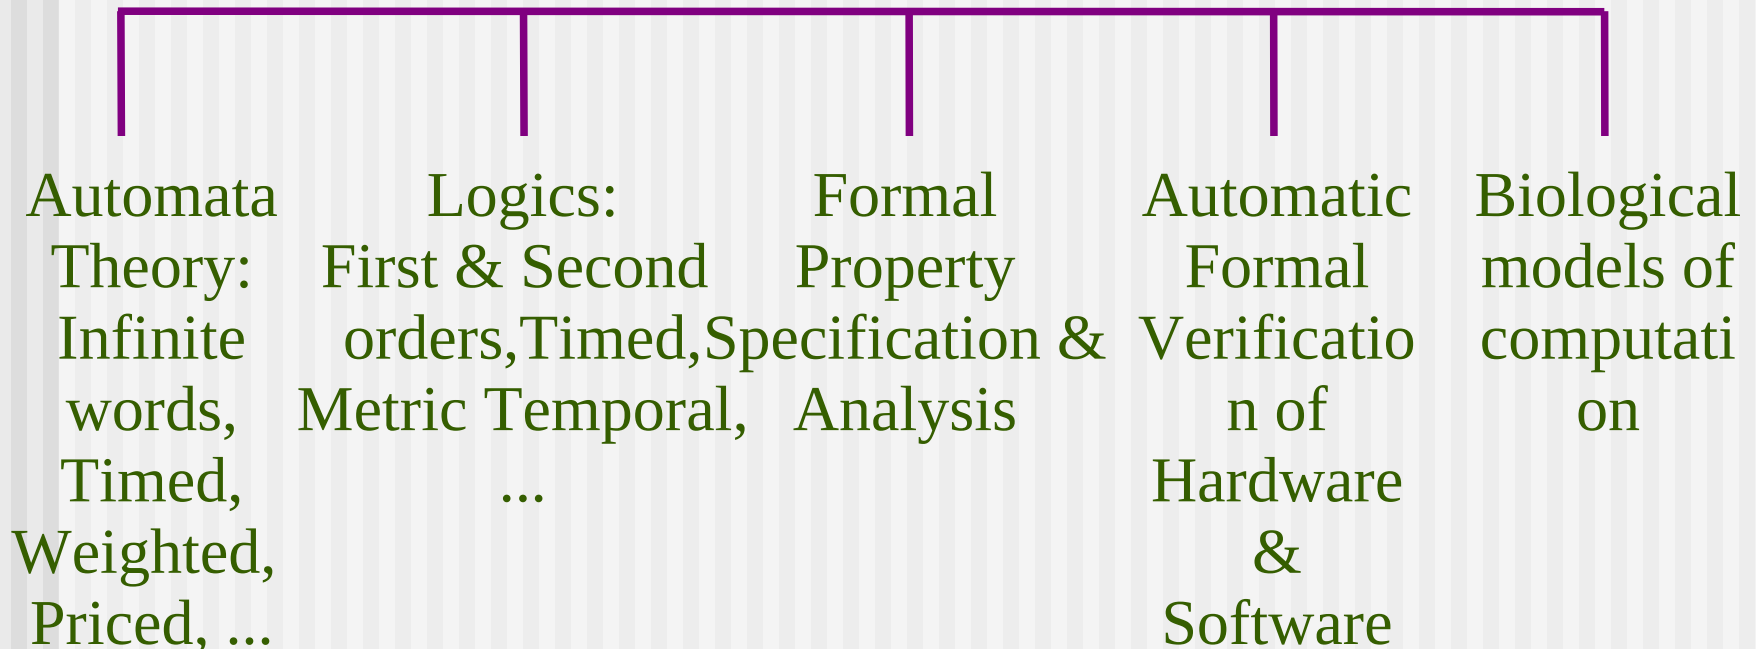 Automata
Theory:
Infinite
words,
Timed,
Weighted,
Priced, ...
Logics:
First & Second
orders,Timed,
Metric Temporal,
...
Formal
Property
Specification &
Analysis
Automatic
Formal
Verificatio
n of
Hardware
&
Software
Biological
models of
computati
on